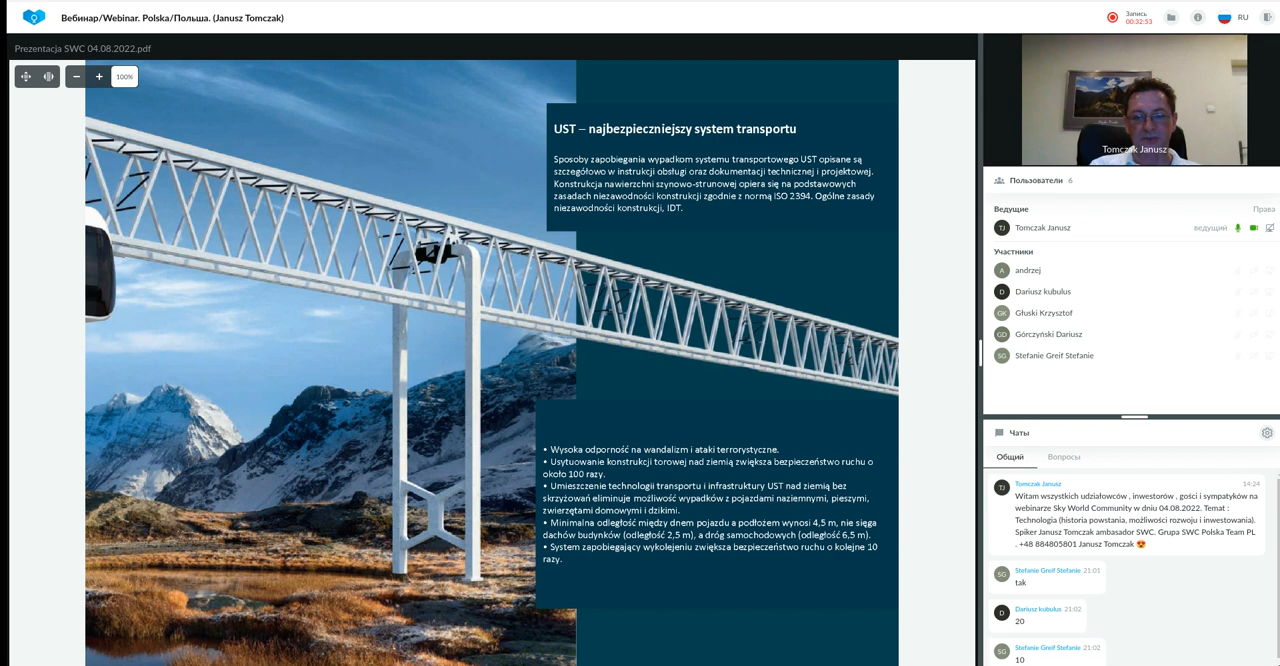 Вебинар/Webinar. Polska/Польша. (Janusz Tomczak)
Запись
00:32:53
RU
Prezentacja SWC 04.08.2022.pdf
100%
UST – najbezpieczniejszy system transportu
Sposoby zapobiegania wypadkom systemu transportowego UST opisane są
szczegółowo w instrukcji obsługi oraz dokumentacji technicznej i projektowej.
Konstrukcja nawierzchni szynowo-strunowej opiera się na podstawowych
zasadach niezawodności konstrukcji zgodnie z normą ISO 2394. Ogólne zasady
niezawodności konstrukcji, IDT.
• Wysoka odporność na wandalizm i ataki terrorystyczne.
• Usytuowanie konstrukcji torowej nad ziemią zwiększa bezpieczeństwo ruchu o
około 100 razy.
• Umieszczenie technologii transportu i infrastruktury UST nad ziemią bez
skrzyżowań eliminuje możliwość wypadków z pojazdami naziemnymi, pieszymi,
zwierzętami domowymi i dzikimi.
• Minimalna odległość między dnem pojazdu a podłożem wynosi 4,5 m, nie sięga
dachów budynków (odległość 2,5 m), a dróg samochodowych (odległość 6,5 m).
• System zapobiegający wykolejeniu zwiększa bezpieczeństwo ruchu o kolejne 10
razy.
Tomczak Janusz
Пользователи 6
Ведущие Права
TJ Tomczak Janusz ведущий
Участники
A andrzej
D Dariusz kubulus
GK Głuski Krzysztof
GD Górczyński Dariusz
SG Stefanie Greif Stefanie
Чаты
Общий Вопросы
TJ Tomczak Janusz 14:24
Witam wszystkich udziałowców , inwestorów , gości i sympatyków na
webinarze Sky World Community w dniu 04.08.2022. Temat :
Technologia (historia powstania, możliwości rozwoju i inwestowania).
Spiker Janusz Tomczak ambasador SWC. Grupa SWC Polska Team PL
. +48 884805801 Janusz Tomczak 😍
SG Stefanie Greif Stefanie 21:01
tak
D Dariusz kubulus 21:02
20
SG Stefanie Greif Stefanie 21:02
10